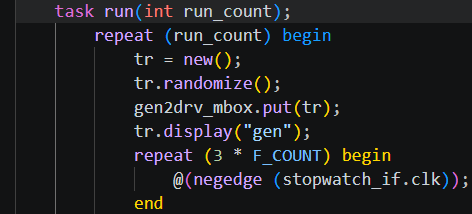 task run(int run_count);
repeat (run_count) begin
tr = new();
tr.randomize();
gen2drv_mbox.put(tr);
tr.display("gen");
repeat (3 * F_COUNT) begin
@(negedge (stopwatch_if.clk));
end